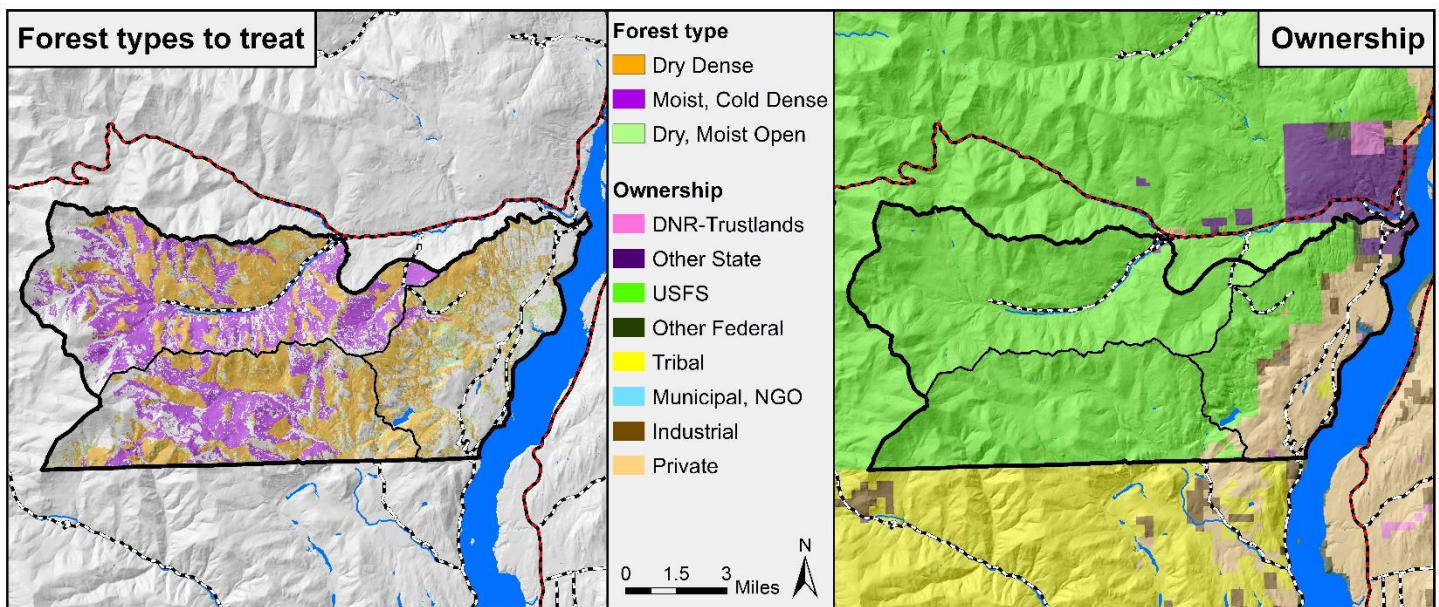 Forest types to treat
Forest type
Dry Dense
Moist, Cold Dense
Dry, Moist Open
Ownership
DNR-Trustlands
Other State
USFS
Other Federal
Tribal
Municipal, NGO
Industrial
Private
N
0 1.5 3 Miles
Ownership